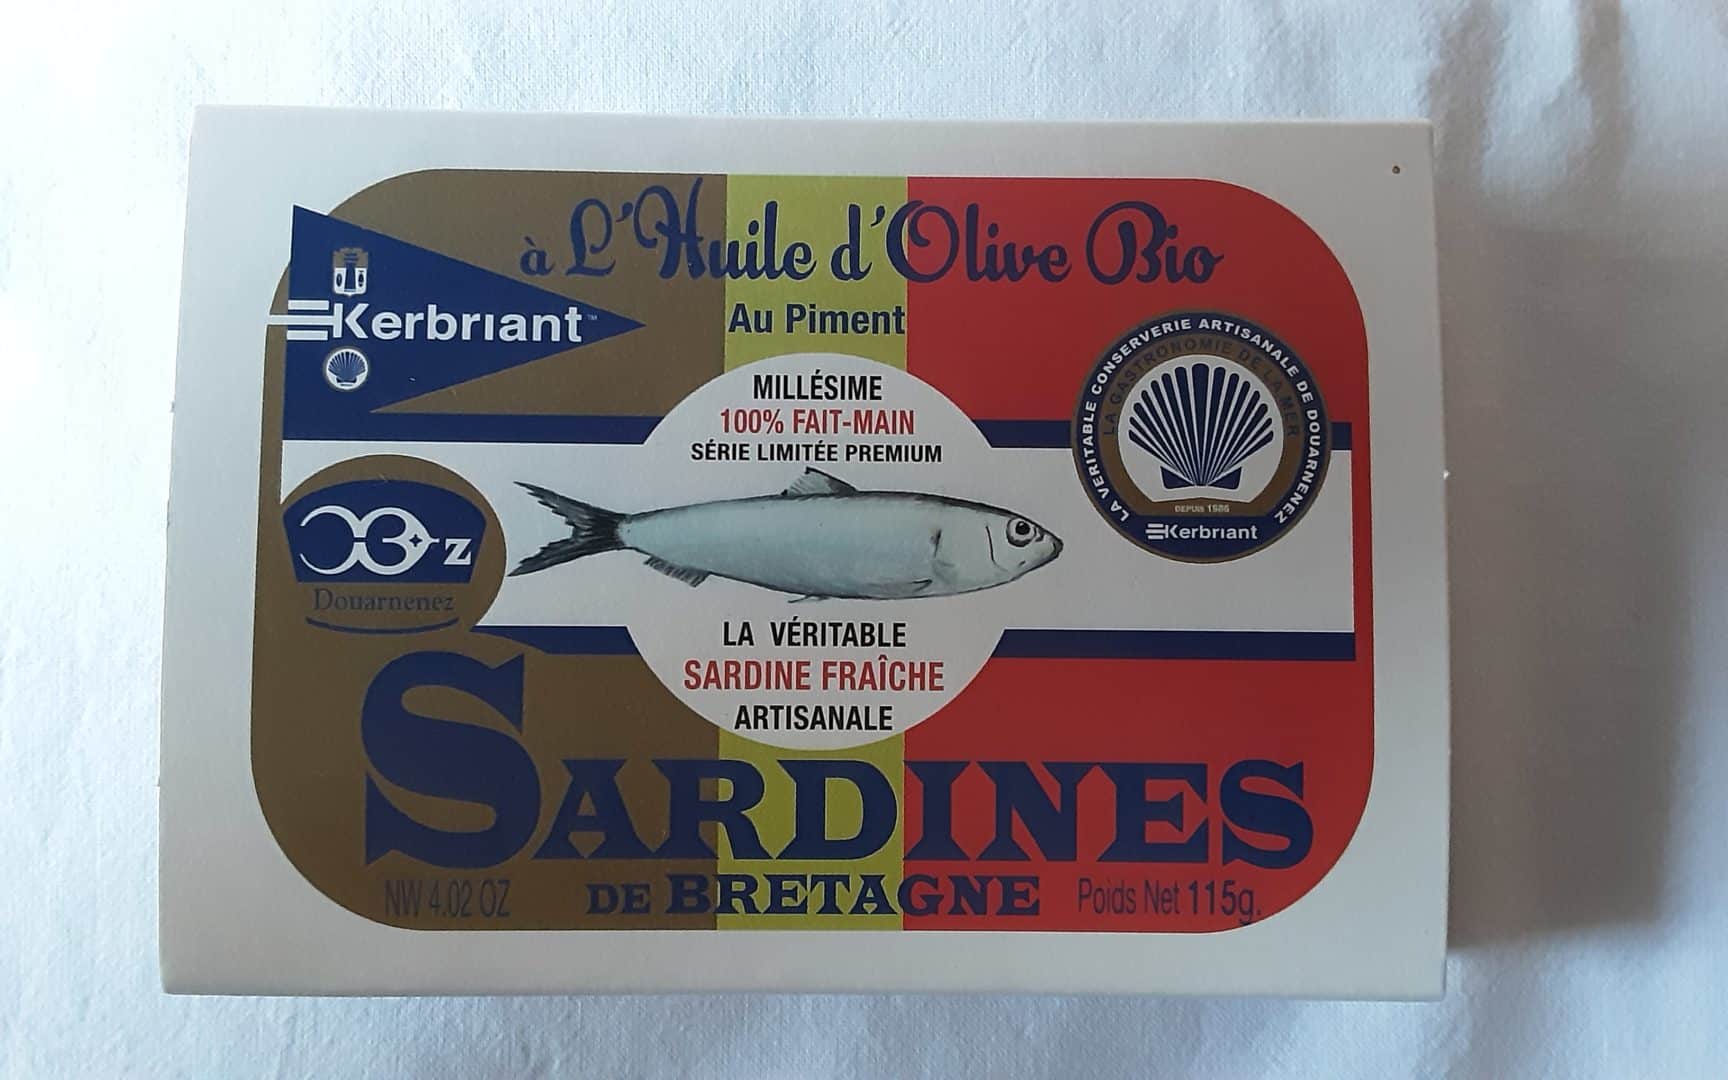 à L'Huile d'Olive Bio
Au Piment
Kerbriant™
MILLÉSIME
100% FAIT-MAIN
SÉRIE LIMITÉE PREMIUM
LA VERITABLE CONSERVERIE ARTISANALE DE DOUARNENEZ
LA GASTRONOMIE DE LA MER
DEPUIS 1986
Kerbriant
z
Douarnenez
LA VÉRITABLE
SARDINE FRAÎCHE
ARTISANALE
SARDINES
DE BRETAGNE
NW 4.02 OZ
Poids Net 115g.